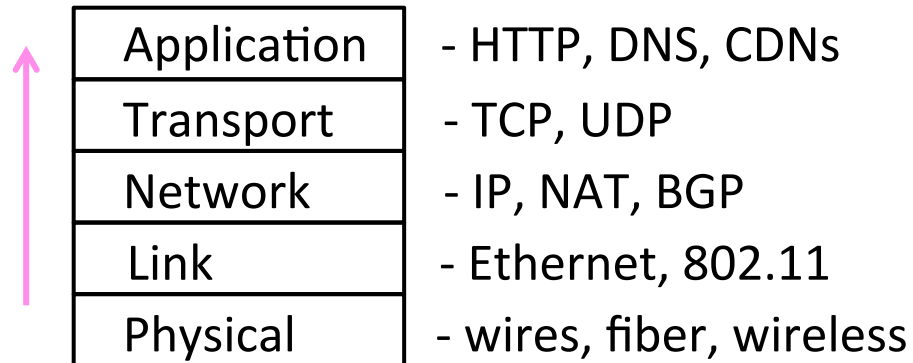 Application - HTTP, DNS, CDNs
Transport - TCP, UDP
Network - IP, NAT, BGP
Link - Ethernet, 802.11
Physical - wires, fiber, wireless